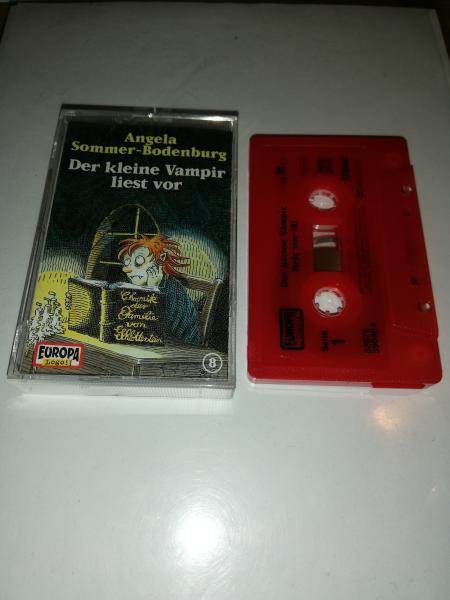 Angela
Sommer-Bodenburg
Der kleine Vampir
liest vor
Chronik
der
Familie
von
Schlotterstein
EUROPA
Logo!
8
Der kleine Vampir
liest vor (8)
EUROPA
Seite
1
STEREO